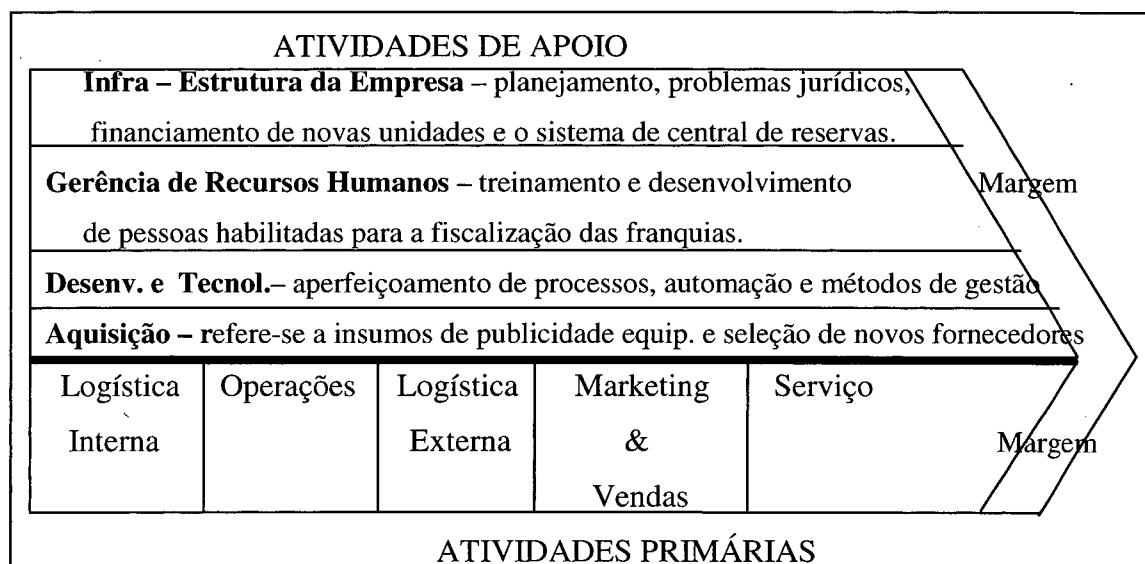 ATIVIDADES DE APOIO
Infra – Estrutura da Empresa – planejamento, problemas jurídicos,
financiamento de novas unidades e o sistema de central de reservas.
Gerência de Recursos Humanos – treinamento e desenvolvimento
Margem
de pessoas habilitadas para a fiscalização das franquias.
Desenv. e Tecnol.– aperfeiçoamento de processos, automação e métodos de gestão
Aquisição – refere-se a insumos de publicidade equip. e seleção de novos fornecedores
Logística
Interna
Operações
Logística
Externa
Marketing
&
Vendas
Serviço
Margem
ATIVIDADES PRIMÁRIAS